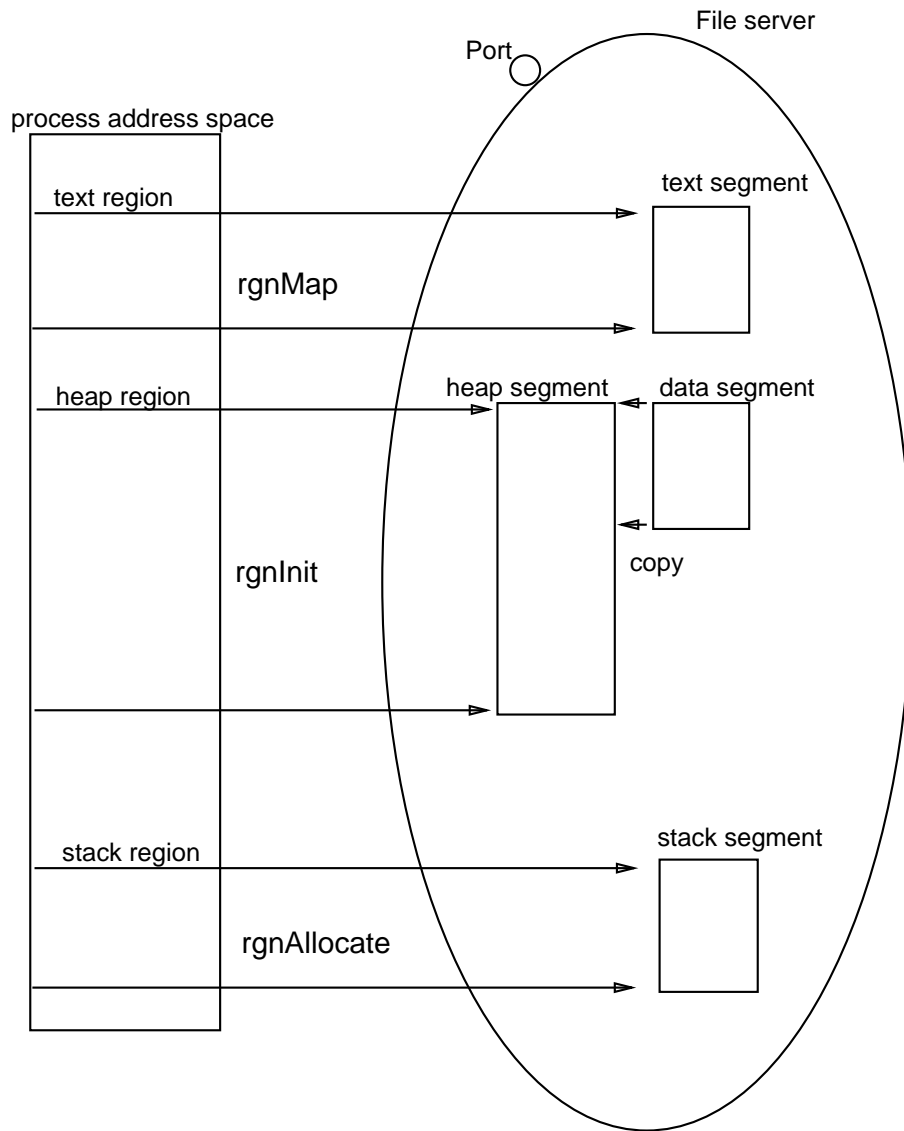 File server
Port
process address space
text region
text segment
rgnMap
heap region
heap segment
data segment
rgnInit
copy
stack region
stack segment
rgnAllocate